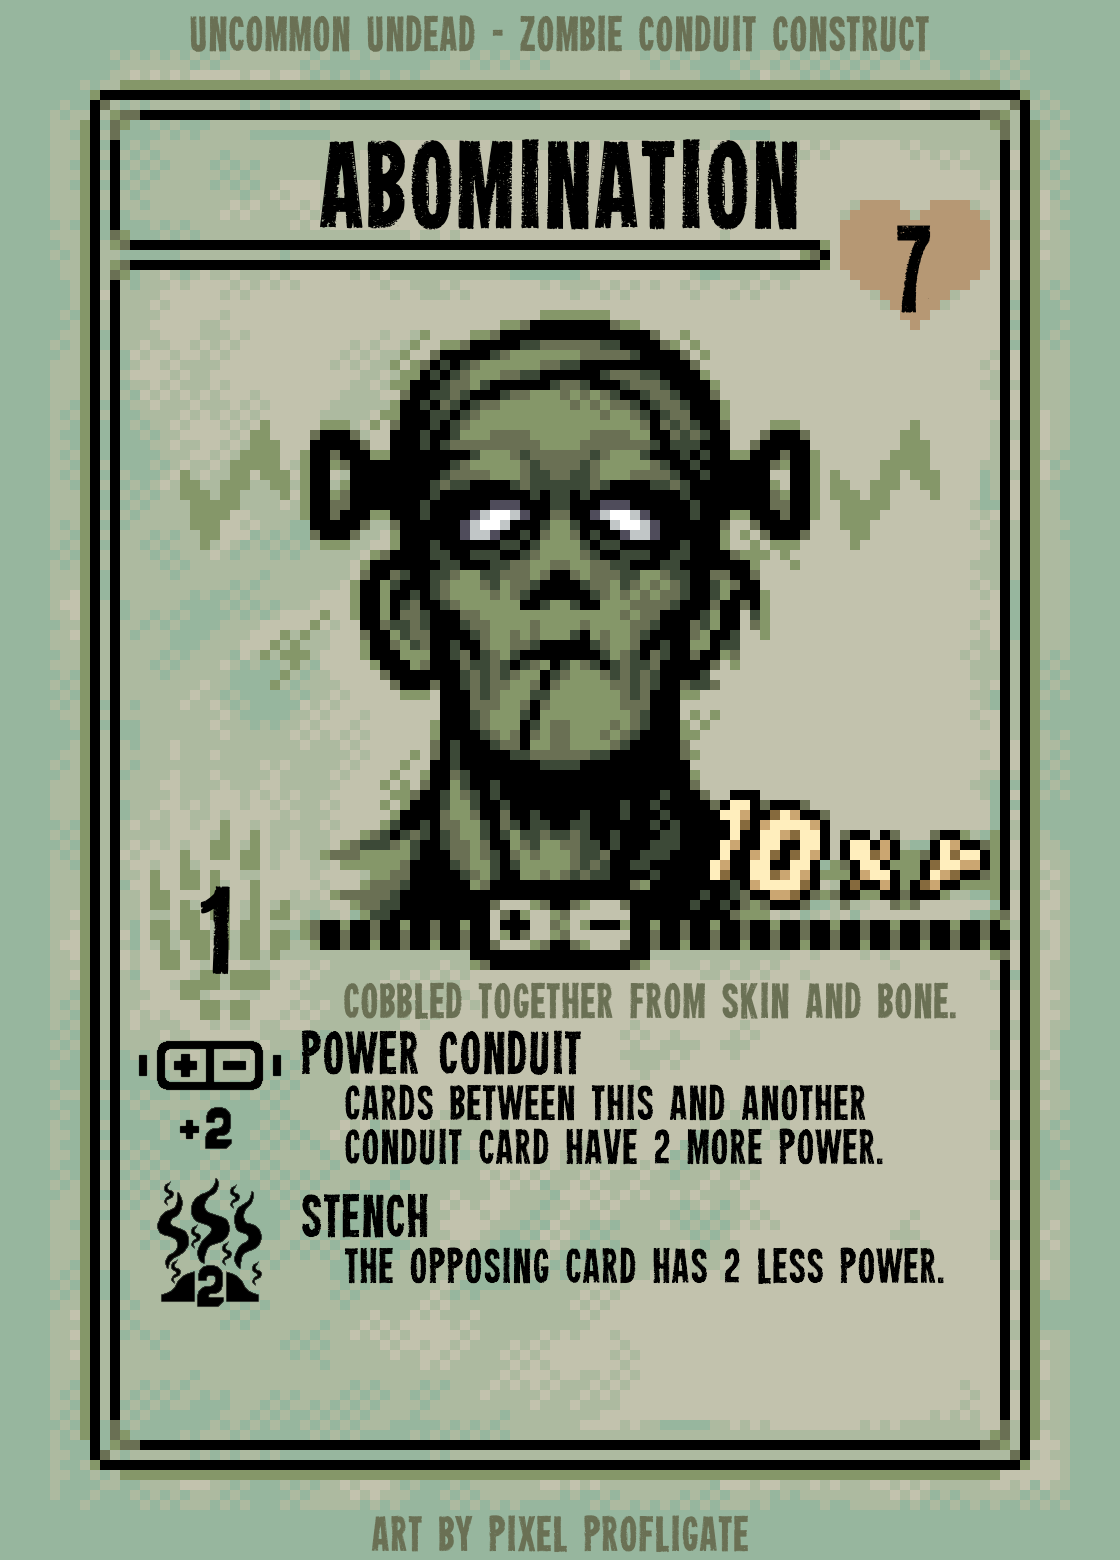 UNCOMMON UNDEAD - ZOMBIE CONDUIT CONSTRUCT
ABOMINATION
7
10 XP
1
COBBLED TOGETHER FROM SKIN AND BONE.
POWER CONDUIT
CARDS BETWEEN THIS AND ANOTHER
CONDUIT CARD HAVE 2 MORE POWER.
+2
STENCH
THE OPPOSING CARD HAS 2 LESS POWER.
2
ART BY PIXEL PROFLIGATE